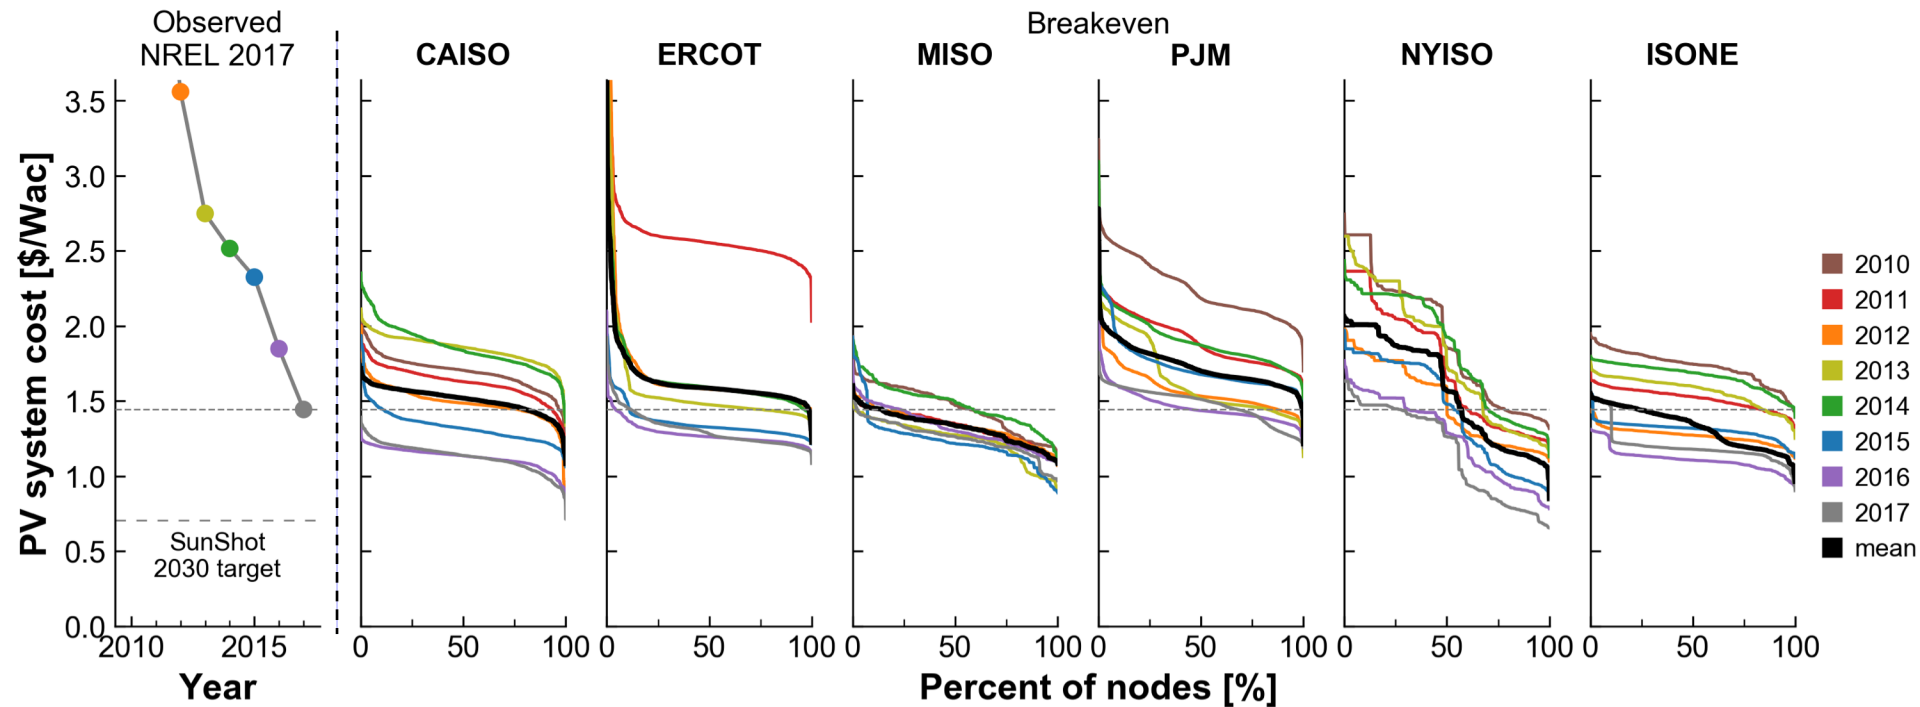 Observed
NREL 2017
Breakeven
CAISO
ERCOT
MISO
PJM
NYISO
ISONE
PV system cost [$/Wac]
3.5
3.0
2.5
2.0
1.5
1.0
0.5
0.0
SunShot
2030 target
2010 2015
0 50 100
0 50 100
0 50 100
0 50 100
0 50 100
0 50 100
Year
Percent of nodes [%]
2010
2011
2012
2013
2014
2015
2016
2017
mean